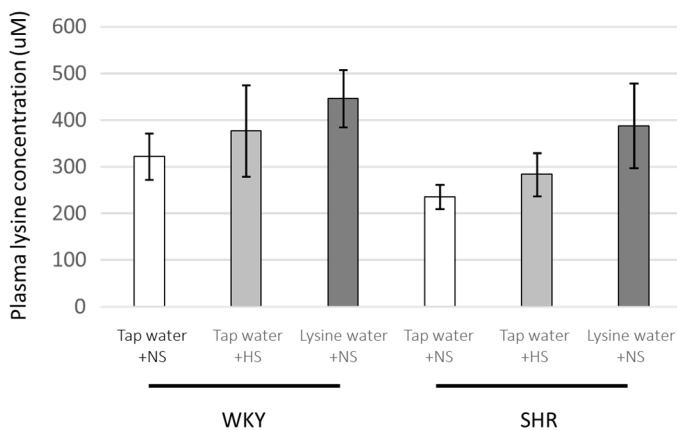 Plasma lysine concentration (uM)
600
500
400
300
200
100
0
Tap water
+NS
Tap water
+HS
Lysine water
+NS
Tap water
+NS
Tap water
+HS
Lysine water
+NS
WKY
SHR